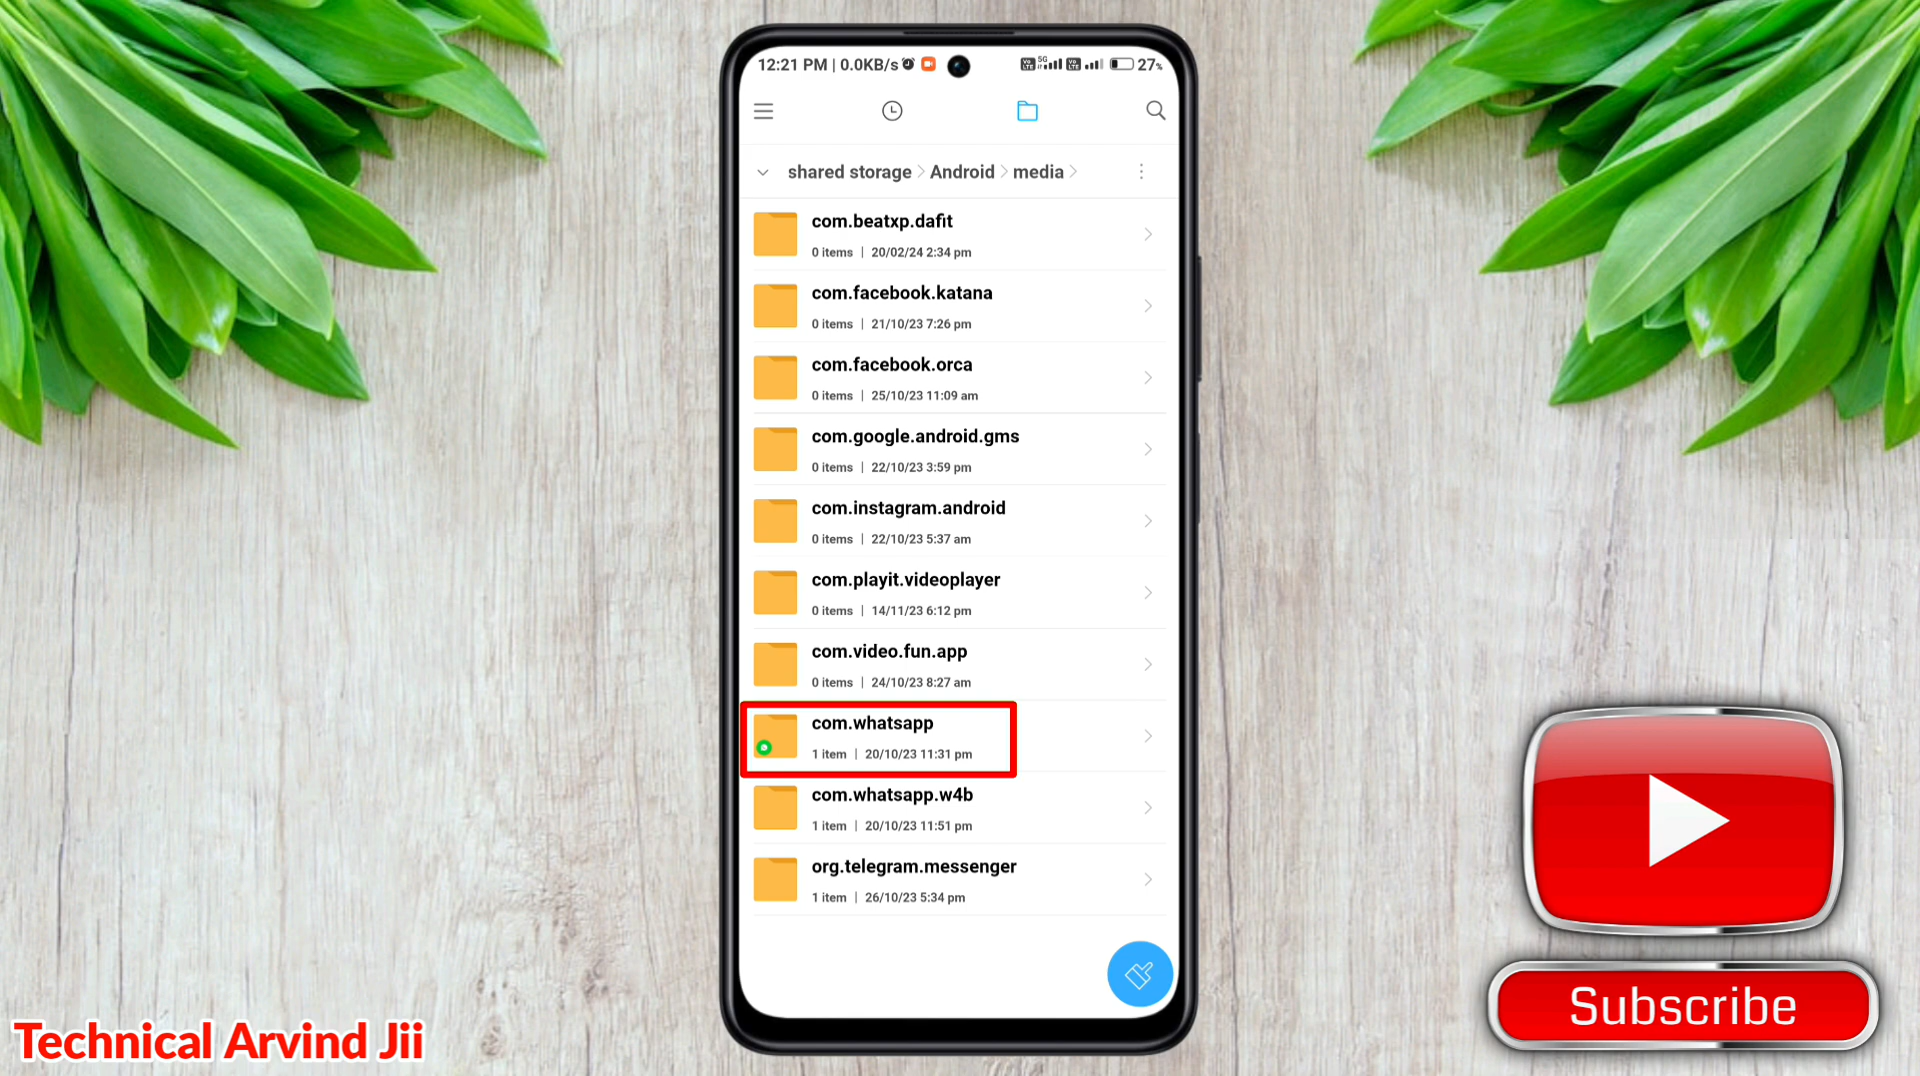 12:21 PM | 0.0KB/s 27%
shared storage > Android > media >
com.beatxp.dafit
0 items | 20/02/24 2:34 pm
com.facebook.katana
0 items | 21/10/23 7:26 pm
com.facebook.orca
0 items | 25/10/23 11:09 am
com.google.android.gms
0 items | 22/10/23 3:59 pm
com.instagram.android
0 items | 22/10/23 5:37 am
com.playit.videoplayer
0 items | 14/11/23 6:12 pm
com.video.fun.app
0 items | 24/10/23 8:27 am
com.whatsapp
1 item | 20/10/23 11:31 pm
com.whatsapp.w4b
1 item | 20/10/23 11:51 pm
org.telegram.messenger
1 item | 26/10/23 5:34 pm
Subscribe
Technical Arvind Jii